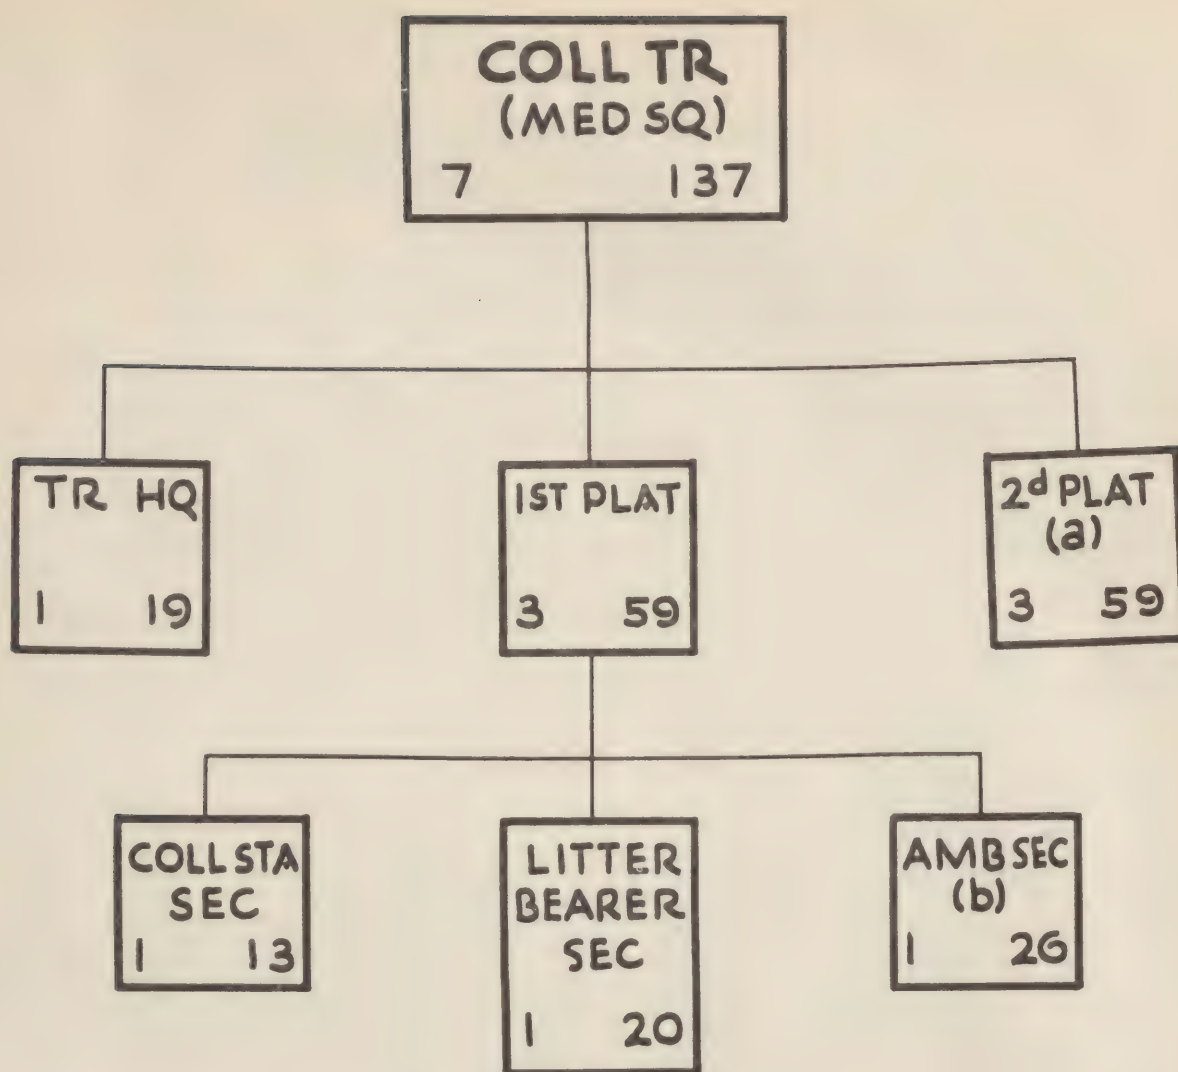 COLL TR
(MED SQ)
7 137
TR HQ
1 19
1ST PLAT
3 59
2d PLAT
(a)
3 59
COLL STA
SEC
1 13
LITTER
BEARER
SEC
1 20
AMB SEC
(b)
1 26